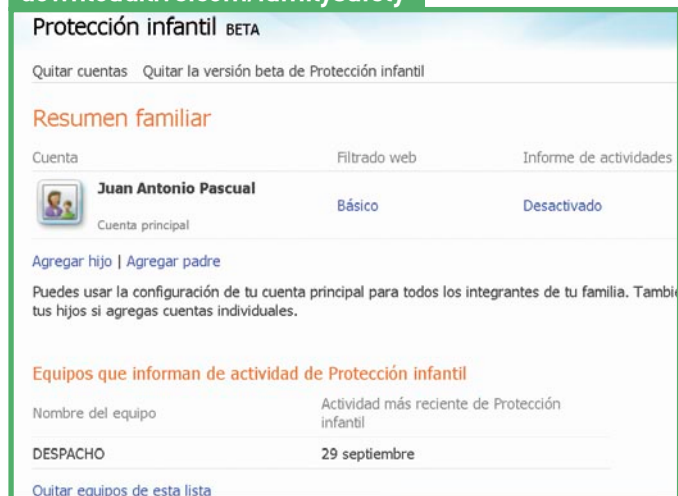 Protección infantil BETA
Quitar cuentas Quitar la versión beta de Protección infantil
Resumen familiar
Cuenta Filtrado web Informe de actividades
Juan Antonio Pascual
Básico Desactivado
Cuenta principal
Agregar hijo | Agregar padre
Puedes usar la configuración de tu cuenta principal para todos los integrantes de tu familia.
tus hijos si agregas cuentas individuales.
Equipos que informan de actividad de Protección infantil
Nombre del equipo Actividad más reciente de Protección
infantil
DESPACHO 29 septiembre
Quitar equipos de esta lista